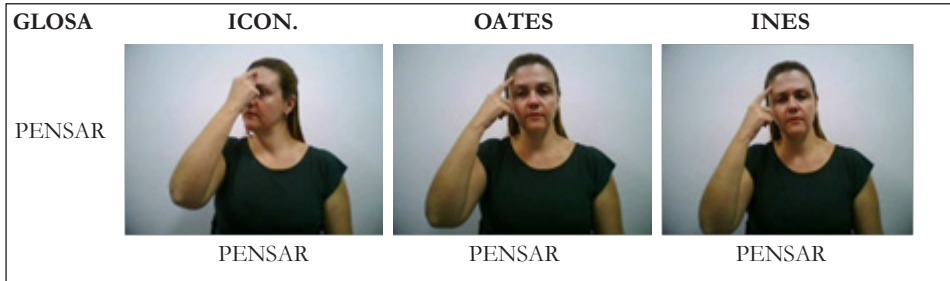 GLOSA ICON. OATES INES
PENSAR
PENSAR PENSAR PENSAR